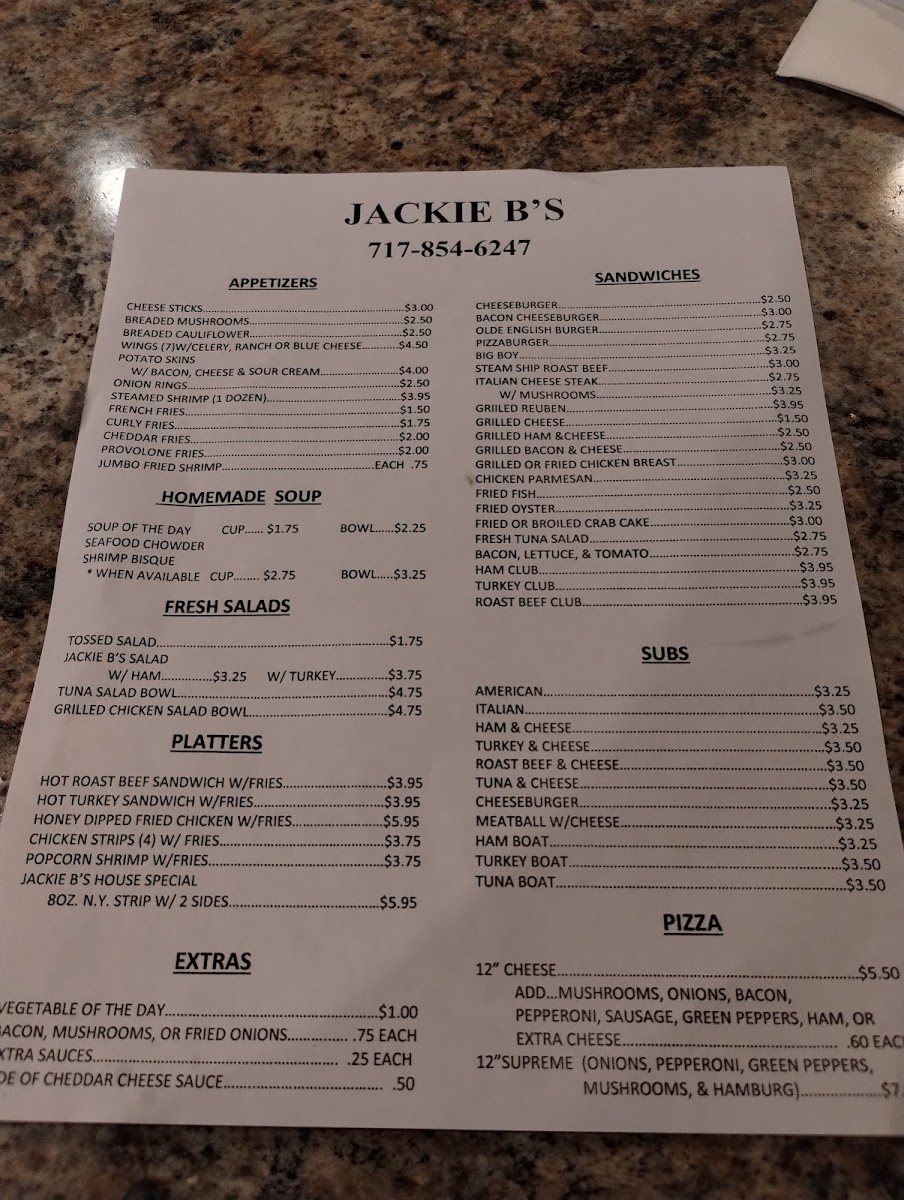 JACKIE B'S
717-854-6247
APPETIZERS
CHEESE STICKS $3.00
BREADED MUSHROOMS $2.50
BREADED CAULIFLOWER $2.50
WINGS (7)W/CELERY, RANCH OR BLUE CHEESE $4.50
POTATO SKINS
W/ BACON, CHEESE & SOUR CREAM $4.00
ONION RINGS $2.50
STEAMED SHRIMP (1 DOZEN) $3.95
FRENCH FRIES $1.50
CURLY FRIES $1.75
CHEDDAR FRIES $2.00
PROVOLONE FRIES $2.00
JUMBO FRIED SHRIMP EACH .75
HOMEMADE SOUP
SOUP OF THE DAY CUP...... $1.75 BOWL.....$2.25
SEAFOOD CHOWDER
SHRIMP BISQUE
* WHEN AVAILABLE CUP........ $2.75 BOWL.....$3.25
FRESH SALADS
TOSSED SALAD $1.75
JACKIE B'S SALAD
W/ HAM $3.25 W/ TURKEY $3.75
TUNA SALAD BOWL $4.75
GRILLED CHICKEN SALAD BOWL $4.75
PLATTERS
HOT ROAST BEEF SANDWICH W/FRIES $3.95
HOT TURKEY SANDWICH W/FRIES $3.95
HONEY DIPPED FRIED CHICKEN W/FRIES $5.95
CHICKEN STRIPS (4) W/ FRIES $3.75
POPCORN SHRIMP W/FRIES $3.75
JACKIE B'S HOUSE SPECIAL
8OZ. N.Y. STRIP W/ 2 SIDES $5.95
EXTRAS
VEGETABLE OF THE DAY $1.00
BACON, MUSHROOMS, OR FRIED ONIONS .75 EACH
XTRA SAUCES .25 EACH
DE OF CHEDDAR CHEESE SAUCE .50
SANDWICHES
CHEESEBURGER $2.50
BACON CHEESEBURGER $3.00
OLDE ENGLISH BURGER $2.75
PIZZABURGER $2.75
BIG BOY $3.25
STEAM SHIP ROAST BEEF $3.00
ITALIAN CHEESE STEAK $2.75
W/ MUSHROOMS $3.25
GRIILED REUBEN $3.95
GRILLED CHEESE $1.50
GRILLED HAM &CHEESE $2.50
GRILLED BACON & CHEESE $2.50
GRILLED OR FRIED CHICKEN BREAST $3.00
CHICKEN PARMESAN $3.25
FRIED FISH $2.50
FRIED OYSTER $3.25
FRIED OR BROILED CRAB CAKE $3.00
FRESH TUNA SALAD $2.75
BACON, LETTUCE, & TOMATO $2.75
HAM CLUB $3.95
TURKEY CLUB $3.95
ROAST BEEF CLUB $3.95
SUBS
AMERICAN $3.25
ITALIAN $3.50
HAM & CHEESE $3.25
TURKEY & CHEESE $3.50
ROAST BEEF & CHEESE $3.50
TUNA & CHEESE $3.50
CHEESEBURGER $3.25
MEATBALL W/CHEESE $3.25
HAM BOAT $3.25
TURKEY BOAT $3.50
TUNA BOAT $3.50
PIZZA
12" CHEESE $5.50
ADD...MUSHROOMS, ONIONS, BACON,
PEPPERONI, SAUSAGE, GREEN PEPPERS, HAM, OR
EXTRA CHEESE .60 EAC
12"SUPREME (ONIONS, PEPPERONI, GREEN PEPPERS,
MUSHROOMS, & HAMBURG) $7.